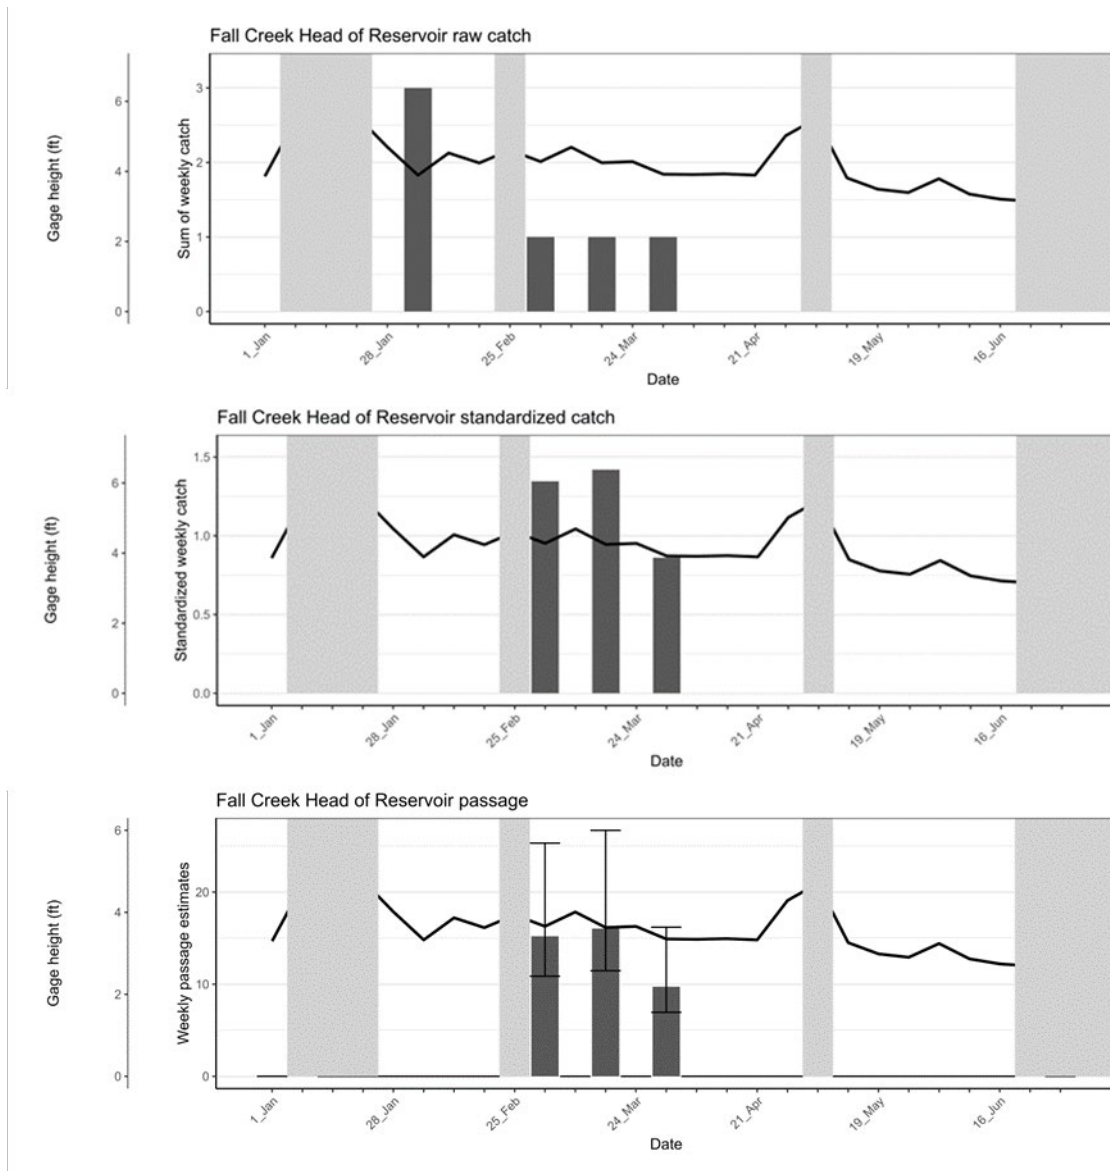 Fall Creek Head of Reservoir raw catch
Gage height (ft)
6
4
2
0
Sum of weekly catch
3
2
1
0
1_Jan
28_Jan
25_Feb
24_Mar
21_Apr
19_May
16_Jun
Date
Fall Creek Head of Reservoir standardized catch
Gage height (ft)
6
4
2
0
Standardized weekly catch
1.5
1.0
0.5
0.0
1_Jan
28_Jan
25_Feb
24_Mar
21_Apr
19_May
16_Jun
Date
Fall Creek Head of Reservoir passage
Gage height (ft)
6
4
2
0
Weekly passage estimates
20
10
0
1_Jan
28_Jan
25_Feb
24_Mar
21_Apr
19_May
16_Jun
Date